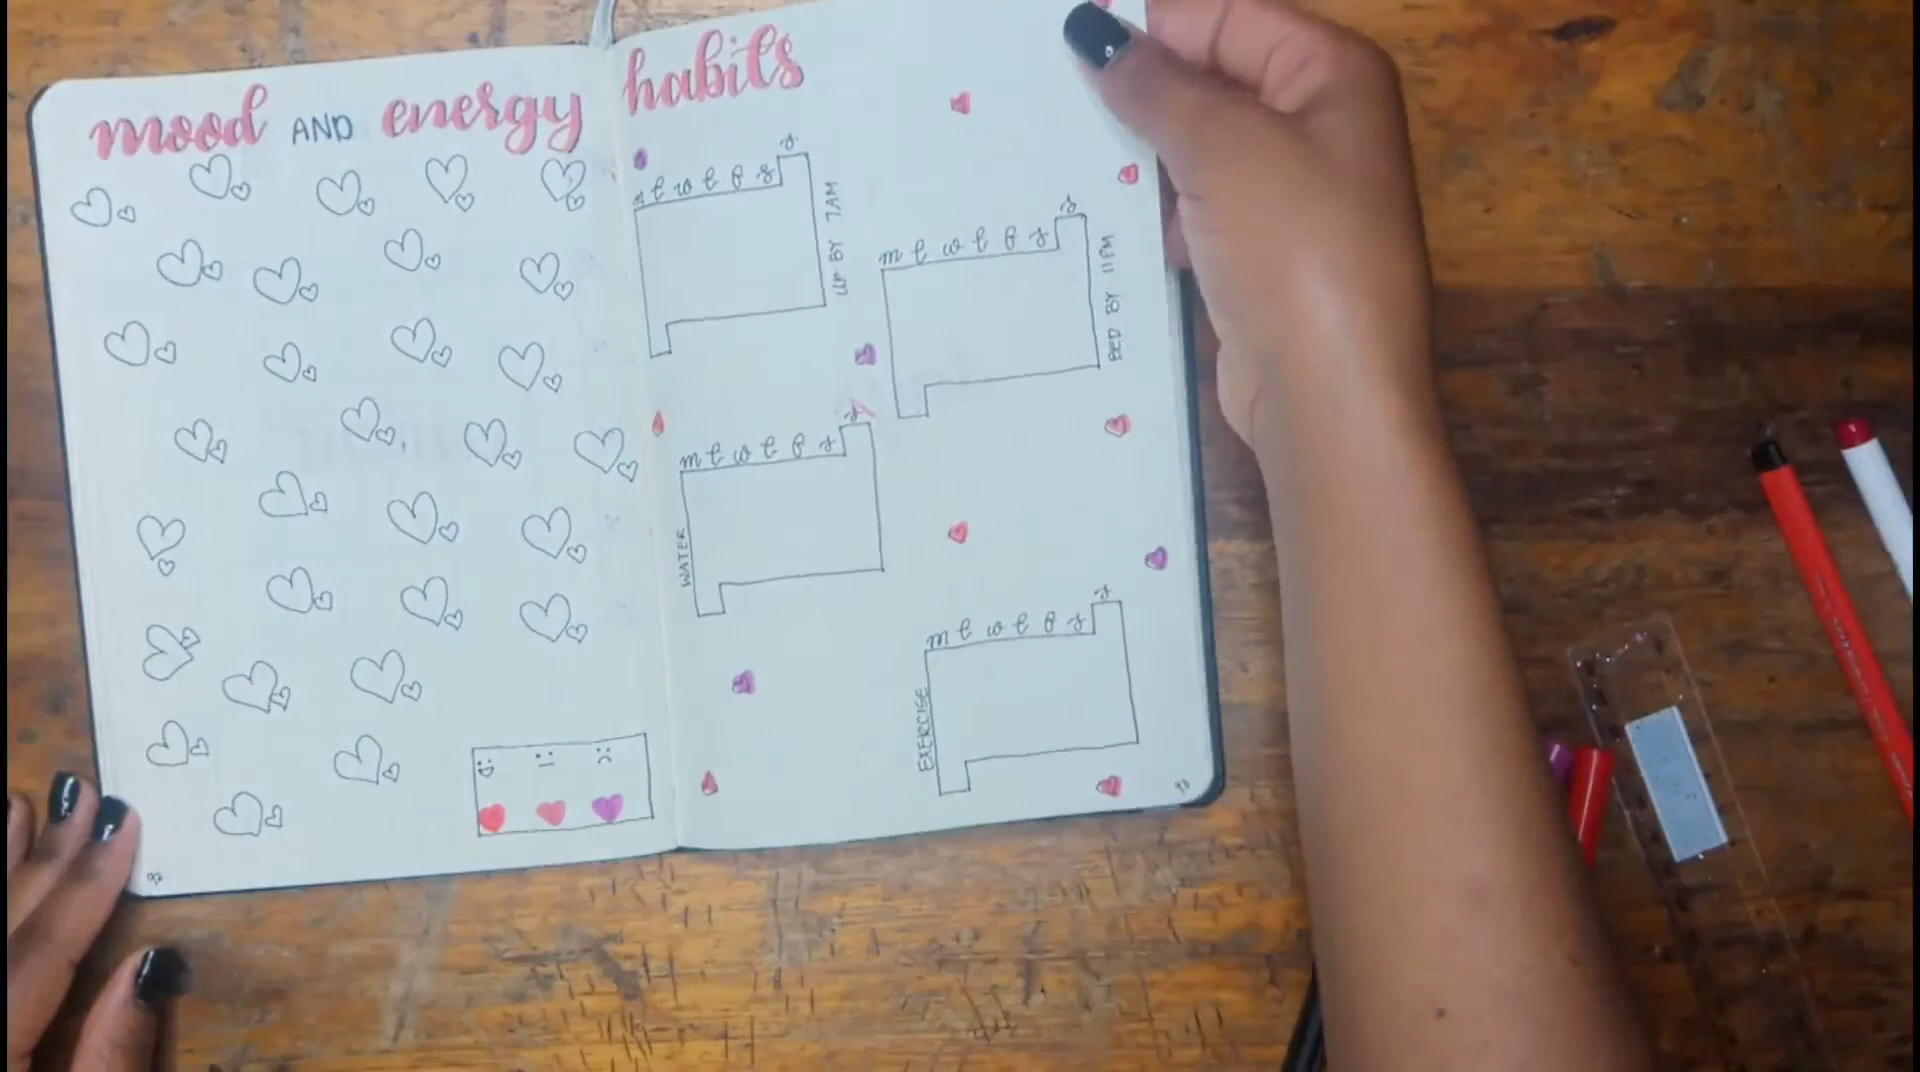 mood AND energy
habits
m t w t f s s
UP BY 7AM
m t w t f s s
BED BY 11PM
m t w t f s s
WATER
m t w t f s s
EXERCISE
:D :| :(